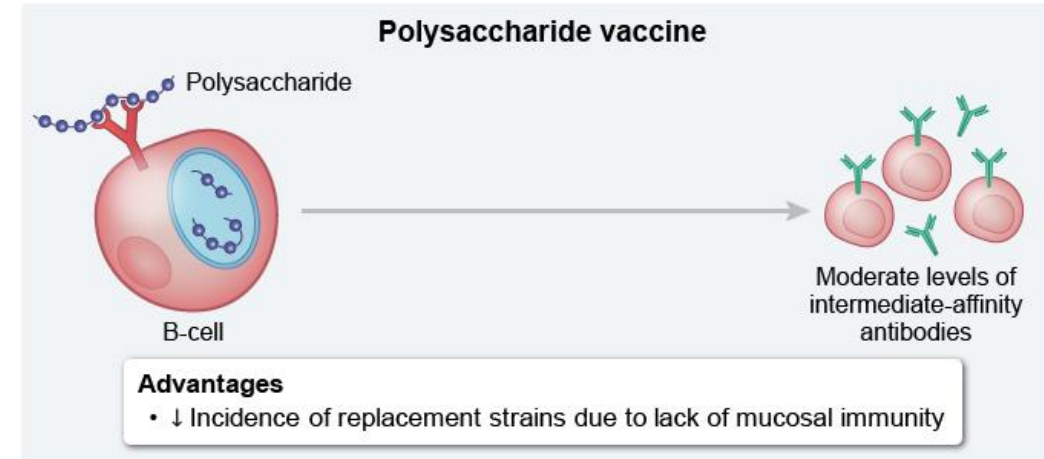 Polysaccharide vaccine
Polysaccharide
B-cell
Moderate levels of
intermediate-affinity
antibodies
Advantages
• ↓ Incidence of replacement strains due to lack of mucosal immunity